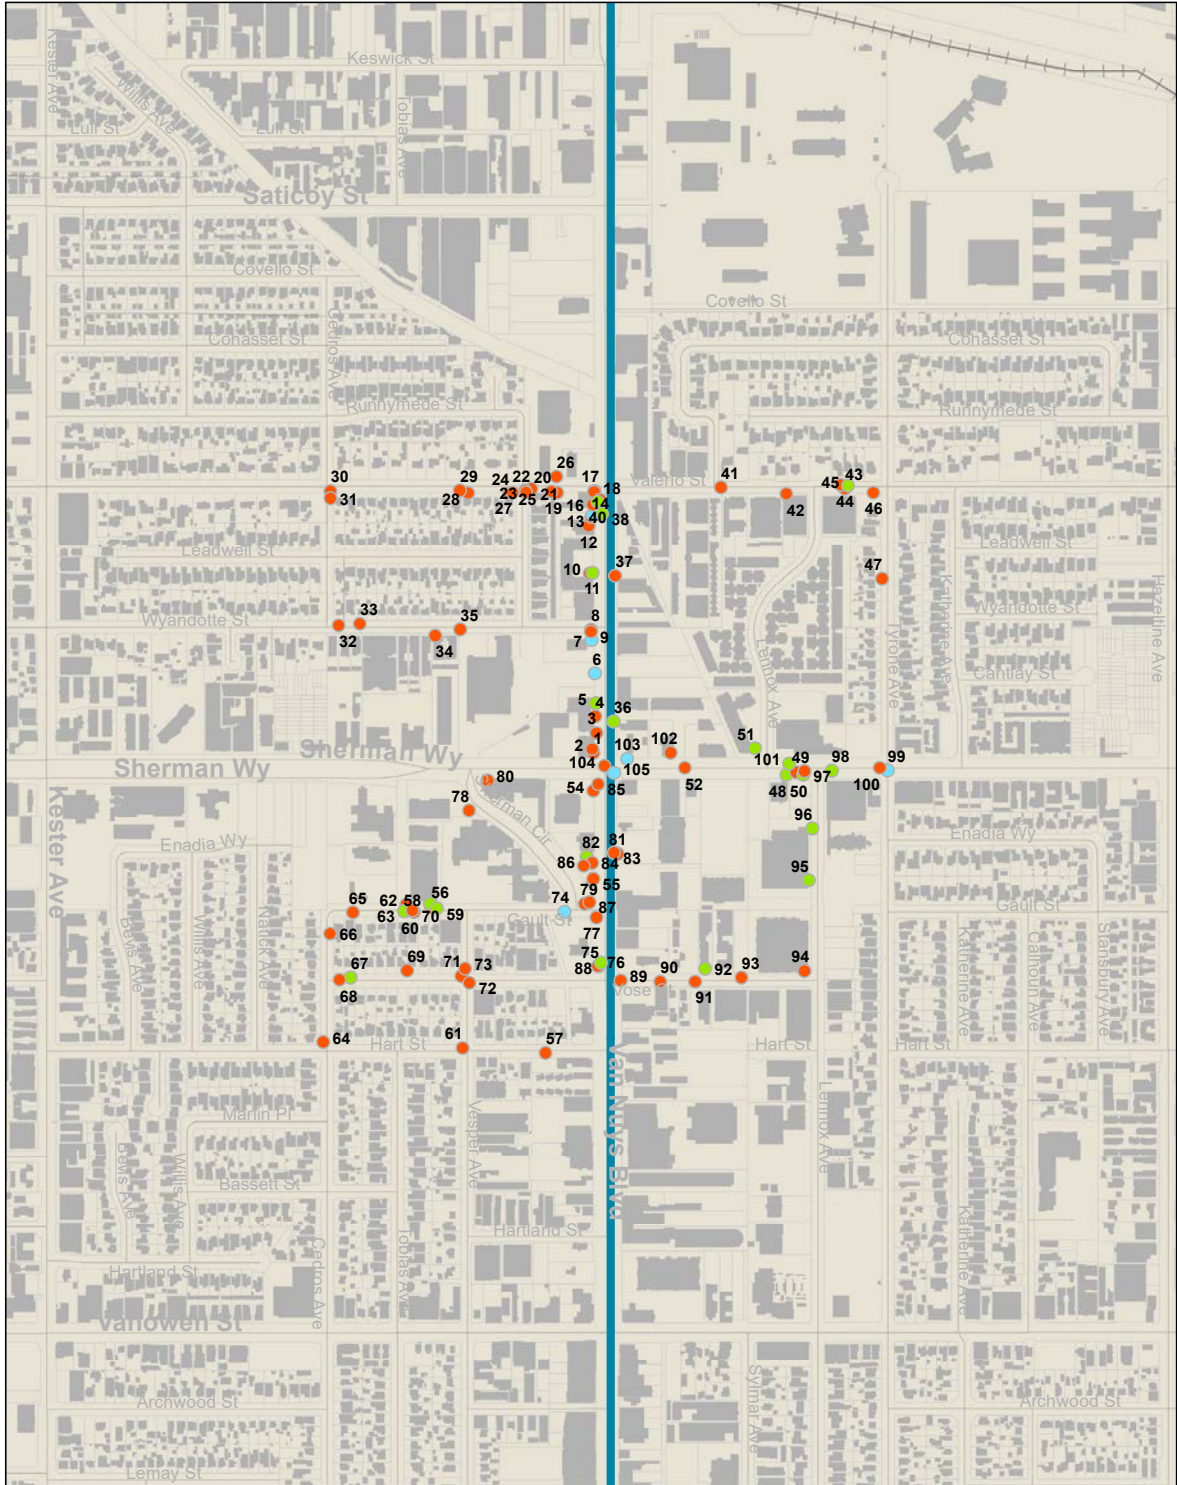 Keswick St
Kester Ave
Willis Ave
Tobias Ave
Lull St
Lull St
Saticoy St
Covello St
Covello St
Cedros Ave
Cohasset St
Cohasset St
Runnymede St
Runnymede St
26
30
29
24
22
20
17
18
Valerio St
41
45
43
31
28
27
23
25
21
19
16
14
42
44
46
13
40
38
12
Leadwell St
Leadwell St
10
37
47
11
Katherine Ave
Hazeltine Ave
Tyrone Ave
Wyandotte St
Wyandotte St
33
35
8
32
34
7
9
Lennox Ave
6
Cantlay St
5
4
36
3
Sherman Wy
2
1
103
102
51
101
49
98
99
Sherman Wy
104
105
52
48
50
97
100
80
54
85
78
Sherman Cir
Kester Ave
Enadia Wy
Enadia Wy
96
82
81
86
84
83
95
55
56
65
62
58
74
79
63
60
70
59
Gault St
87
Gault St
66
77
Bevis Ave
Willis Ave
Natick Ave
Katherine Ave
Calhoun Ave
Stansbury Ave
75
67
69
71
73
88
76
89
90
92
93
94
68
72
Vose St
91
64
Hart St
61
57
Hart St
Hart St
Van Nuys Blvd
Marlin Pl
Vesper Ave
Lennox Ave
Bevis Ave
Willis Ave
Bassett St
Hartland St
Hartland St
Cedros Ave
Tobias Ave
Katherine Ave
Vanowen St
Archwood St
Sylmar Ave
Archwood St
Lemay St